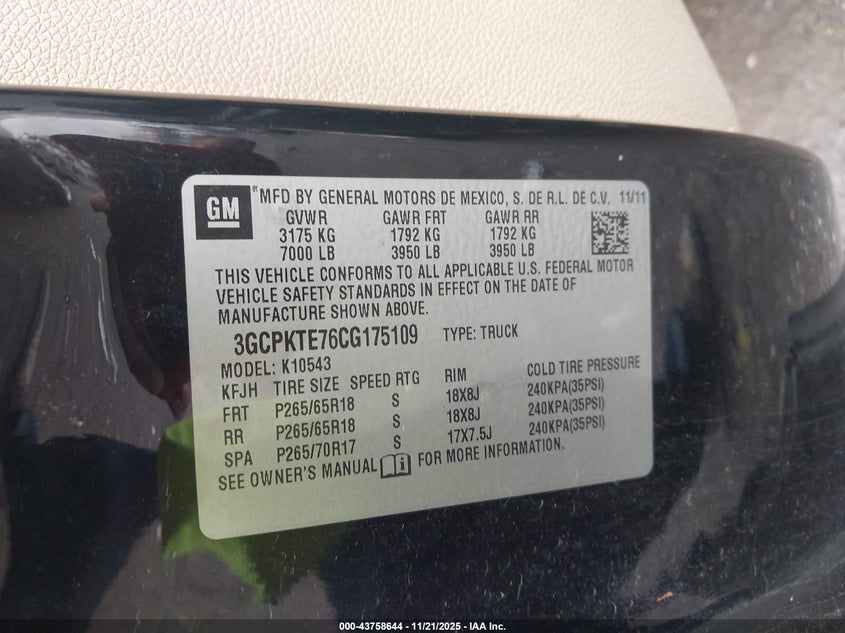 GM
® MFD BY GENERAL MOTORS DE MEXICO, S. DE R.L. DE C.V. 11/11
GVWR GAWR FRT GAWR RR
3175 KG 1792 KG 1792 KG
7000 LB 3950 LB 3950 LB
THIS VEHICLE CONFORMS TO ALL APPLICABLE U.S. FEDERAL MOTOR
VEHICLE SAFETY STANDARDS IN EFFECT ON THE DATE OF
MANUFACTURE SHOWN ABOVE.
3GCPKTE76CG175109 TYPE: TRUCK
MODEL: K10543
KFJH TIRE SIZE SPEED RTG RIM COLD TIRE PRESSURE
FRT P265/65R18 S 18X8J 240KPA(35PSI)
RR P265/65R18 S 18X8J 240KPA(35PSI)
SPA P265/70R17 S 17X7.5J 240KPA(35PSI)
SEE OWNER'S MANUAL FOR MORE INFORMATION.
000-43758644 - 11/21/2025 - IAA Inc.